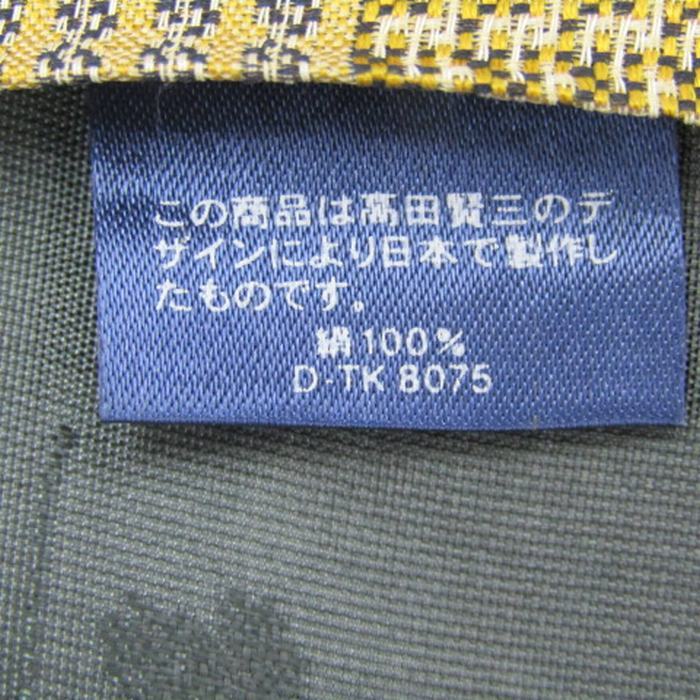 この商品は高田賢三のデ
ザインにより日本で製作し
たものです。
絹100%
D-TK 8075